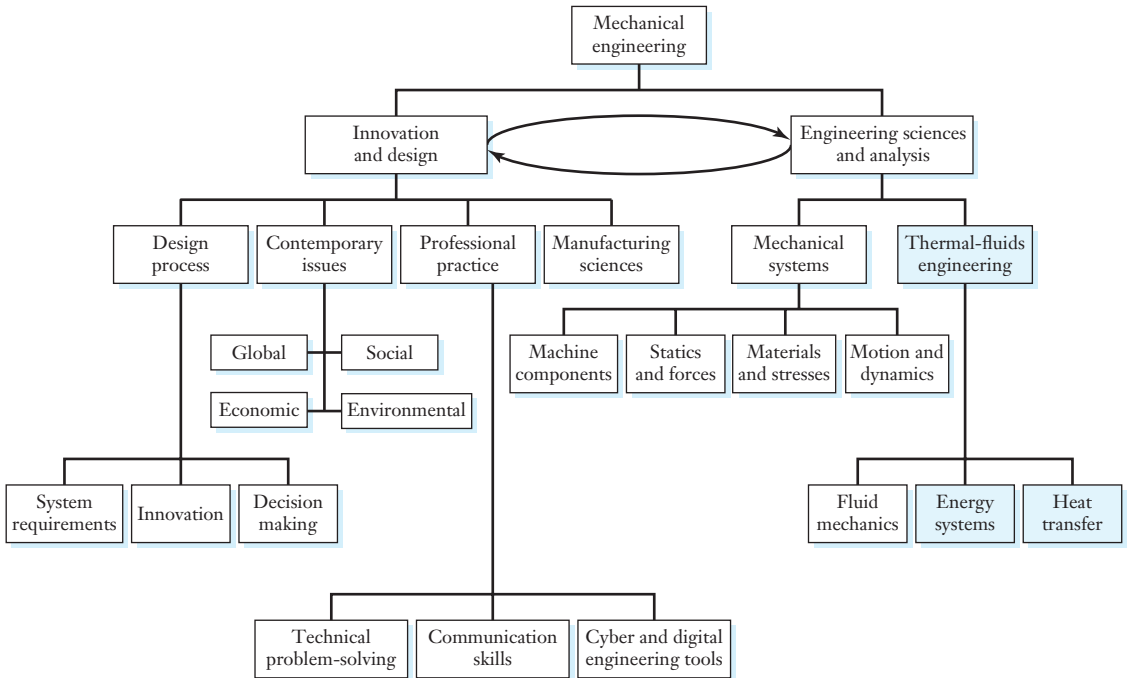 Mechanical
engineering
Innovation
and design
Engineering sciences
and analysis
Design
process
Contemporary
issues
Professional
practice
Manufacturing
sciences
Mechanical
systems
Thermal-fluids
engineering
Global
Social
Economic
Environmental
Machine
components
Statics
and forces
Materials
and stresses
Motion and
dynamics
System
requirements
Innovation
Decision
making
Fluid
mechanics
Energy
systems
Heat
transfer
Technical
problem-solving
Communication
skills
Cyber and digital
engineering tools